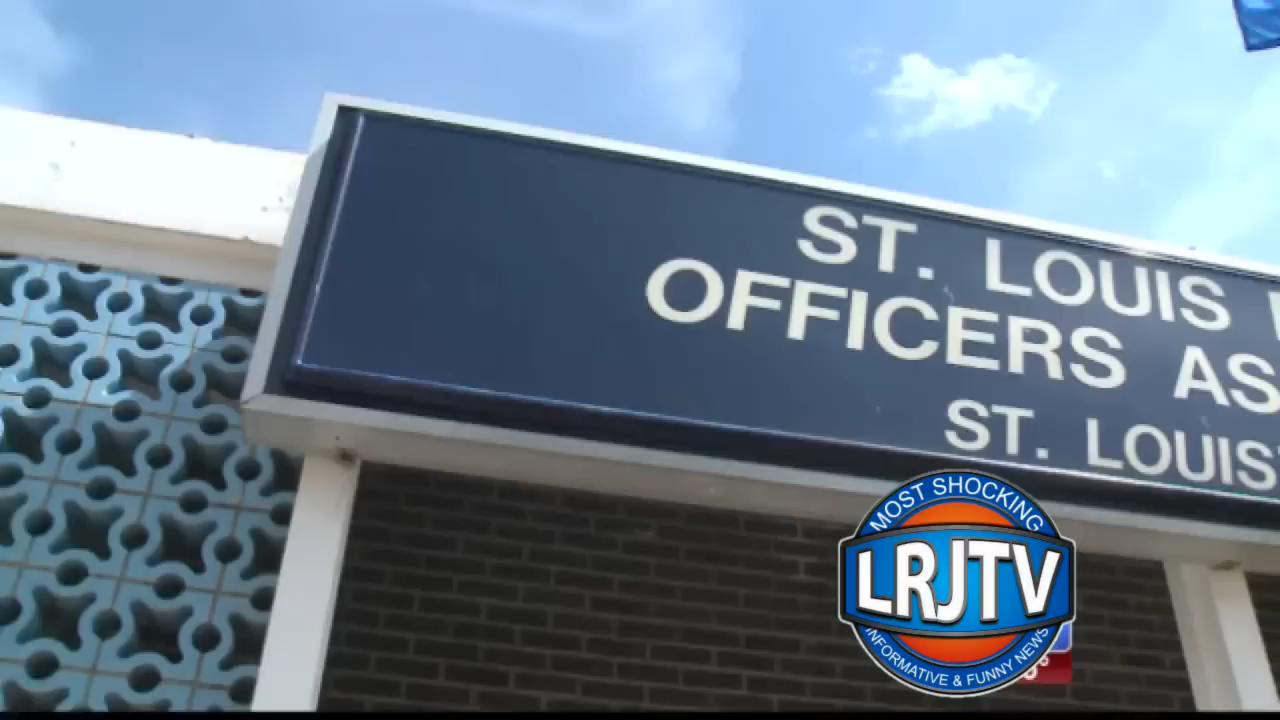 ST. LOUIS
OFFICERS AS
ST. LOUIS
MOST SHOCKING
LRJTV
INFORMATIVE & FUNNY NEWS